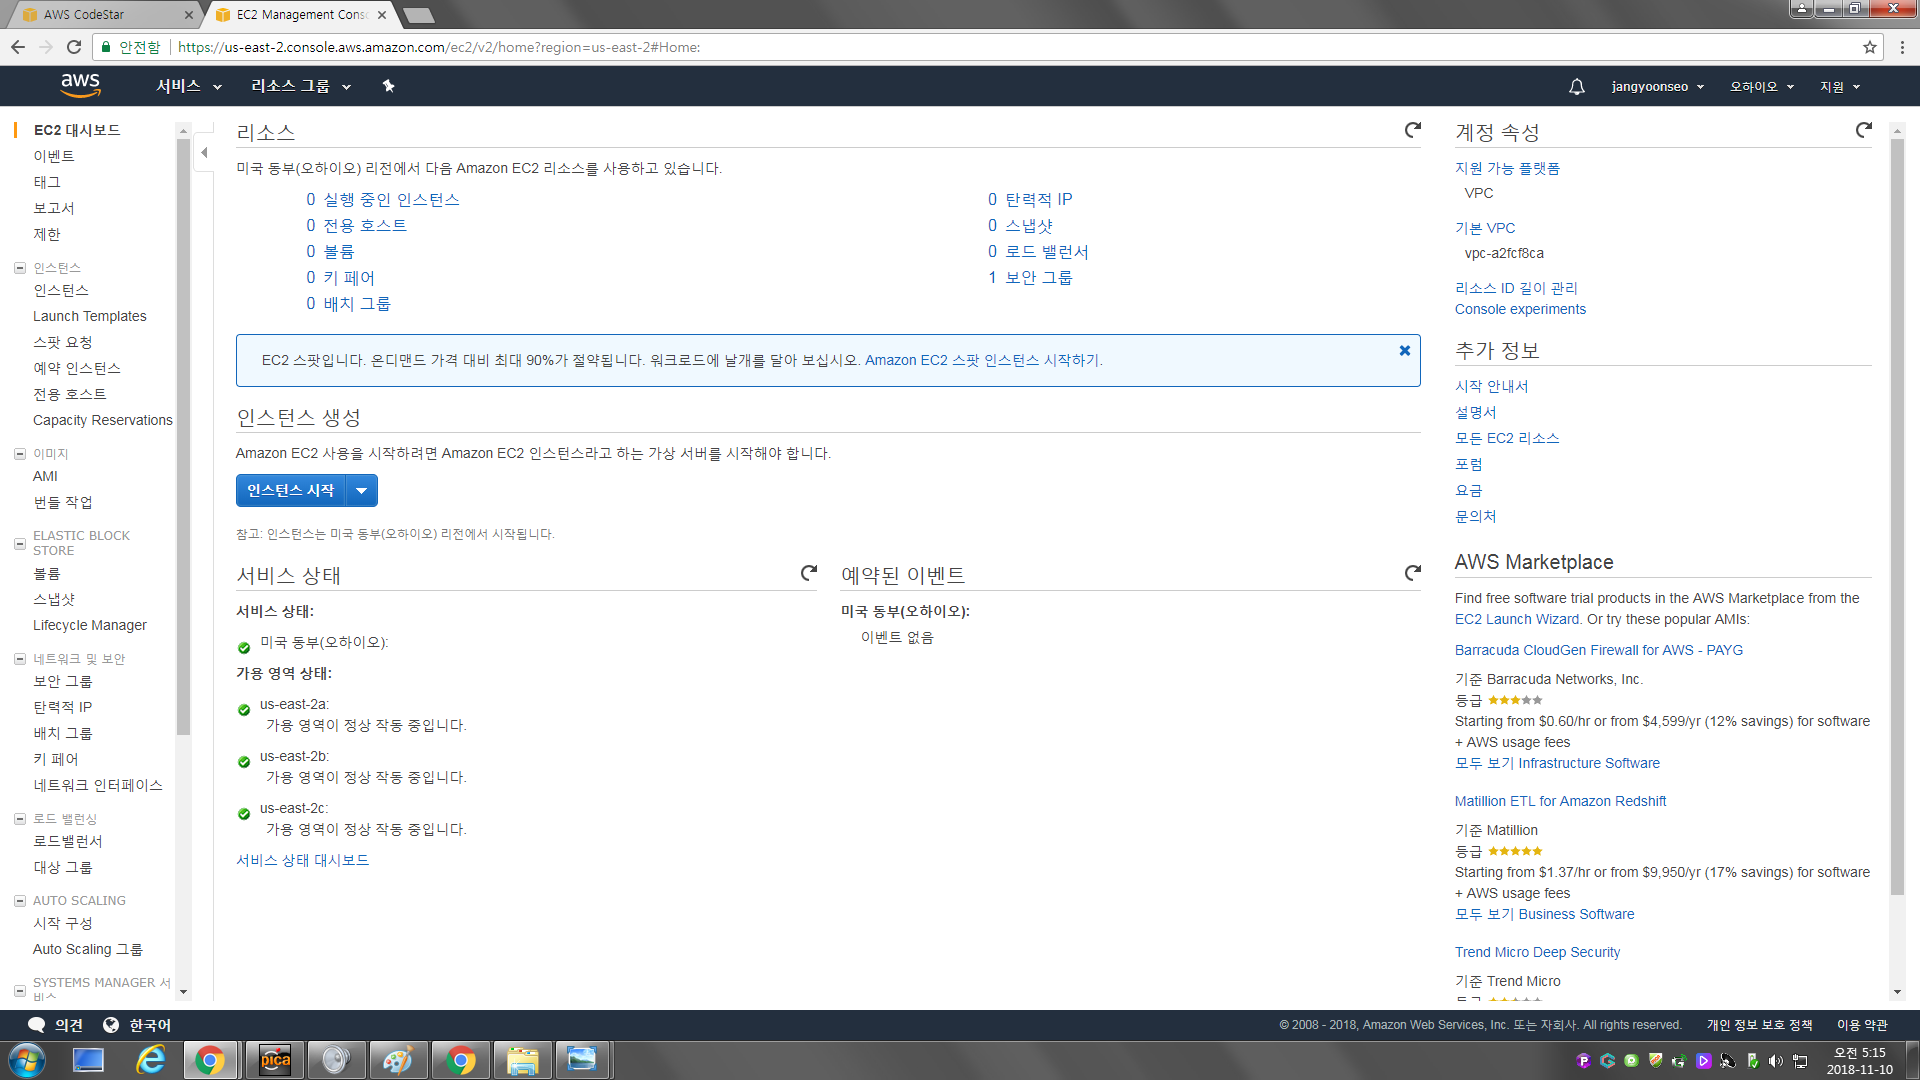 AWS CodeStar
EC2 Management Cons
안전함
https://us-east-2.console.aws.amazon.com/ec2/v2/home?region=us-east-2#Home:
aws
서비스
리소스 그룹
jangyoonseo
오하이오
지원
EC2 대시보드
이벤트
태그
보고서
제한
인스턴스
인스턴스
Launch Templates
스팟 요청
예약 인스턴스
전용 호스트
Capacity Reservations
이미지
AMI
번들 작업
ELASTIC BLOCK
STORE
볼륨
스냅샷
Lifecycle Manager
네트워크 및 보안
보안 그룹
탄력적 IP
배치 그룹
키 페어
네트워크 인터페이스
로드 밸런싱
로드밸런서
대상 그룹
AUTO SCALING
시작 구성
Auto Scaling 그룹
SYSTEMS MANAGER 서
비스
리소스
미국 동부(오하이오) 리전에서 다음 Amazon EC2 리소스를 사용하고 있습니다.
0 실행 중인 인스턴스
0 전용 호스트
0 볼륨
0 키 페어
0 배치 그룹
0 탄력적 IP
0 스냅샷
0 로드 밸런서
1 보안 그룹
EC2 스팟입니다. 온디맨드 가격 대비 최대 90%가 절약됩니다. 워크로드에 날개를 달아 보십시오. Amazon EC2 스팟 인스턴스 시작하기.
인스턴스 생성
Amazon EC2 사용을 시작하려면 Amazon EC2 인스턴스라고 하는 가상 서버를 시작해야 합니다.
인스턴스 시작
참고: 인스턴스는 미국 동부(오하이오) 리전에서 시작됩니다.
서비스 상태
서비스 상태:
미국 동부(오하이오):
가용 영역 상태:
us-east-2a:
가용 영역이 정상 작동 중입니다.
us-east-2b:
가용 영역이 정상 작동 중입니다.
us-east-2c:
가용 영역이 정상 작동 중입니다.
서비스 상태 대시보드
예약된 이벤트
미국 동부(오하이오):
이벤트 없음
계정 속성
지원 가능 플랫폼
VPC
기본 VPC
vpc-a2fcf8ca
리소스 ID 길이 관리
Console experiments
추가 정보
시작 안내서
설명서
모든 EC2 리소스
포럼
요금
문의처
AWS Marketplace
Find free software trial products in the AWS Marketplace from the
EC2 Launch Wizard. Or try these popular AMIs:
Barracuda CloudGen Firewall for AWS - PAYG
기준 Barracuda Networks, Inc.
등급
Starting from $0.60/hr or from $4,599/yr (12% savings) for software
+ AWS usage fees
모두 보기 Infrastructure Software
Matillion ETL for Amazon Redshift
기준 Matillion
등급
Starting from $1.37/hr or from $9,950/yr (17% savings) for software
+ AWS usage fees
모두 보기 Business Software
Trend Micro Deep Security
기준 Trend Micro
등급
의견
한국어
© 2008 - 2018, Amazon Web Services, Inc. 또는 자회사. All rights reserved.
개인 정보 보호 정책
이용 약관
pica
오전 5:15
2018-11-10